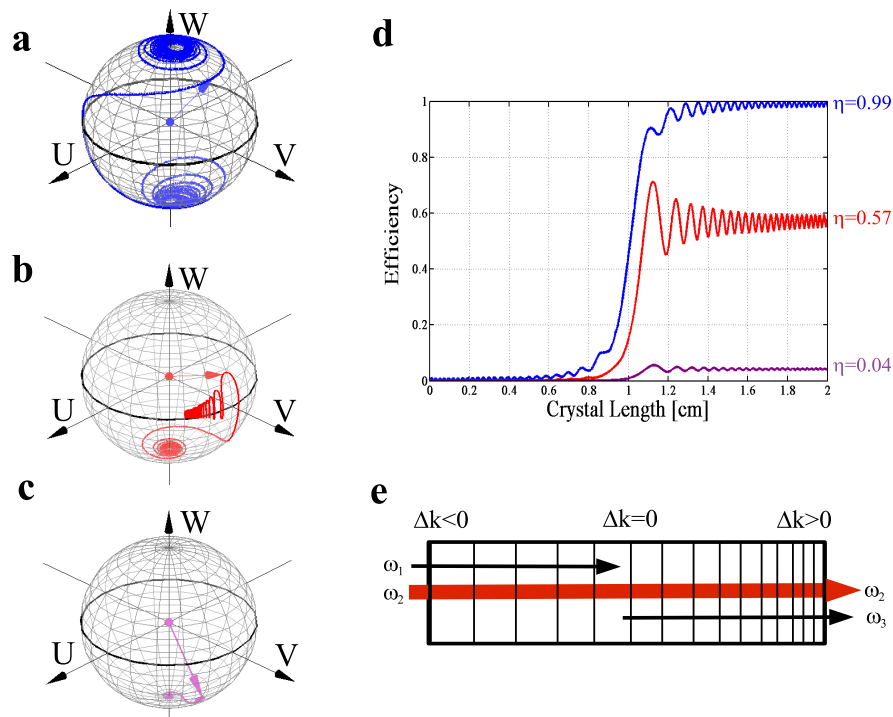 a
W
U
V
b
W
U
V
c
W
U
V
d
Efficiency
1
0.8
0.6
0.4
0.2
0
0
0.2
0.4
0.6
0.8
1.0
1.2
1.4
1.6
1.8
2
Crystal Length [cm]
η=0.99
η=0.57
η=0.04
e
Δk<0
Δk=0
Δk>0
ω₁
ω₂
ω₂
ω₃